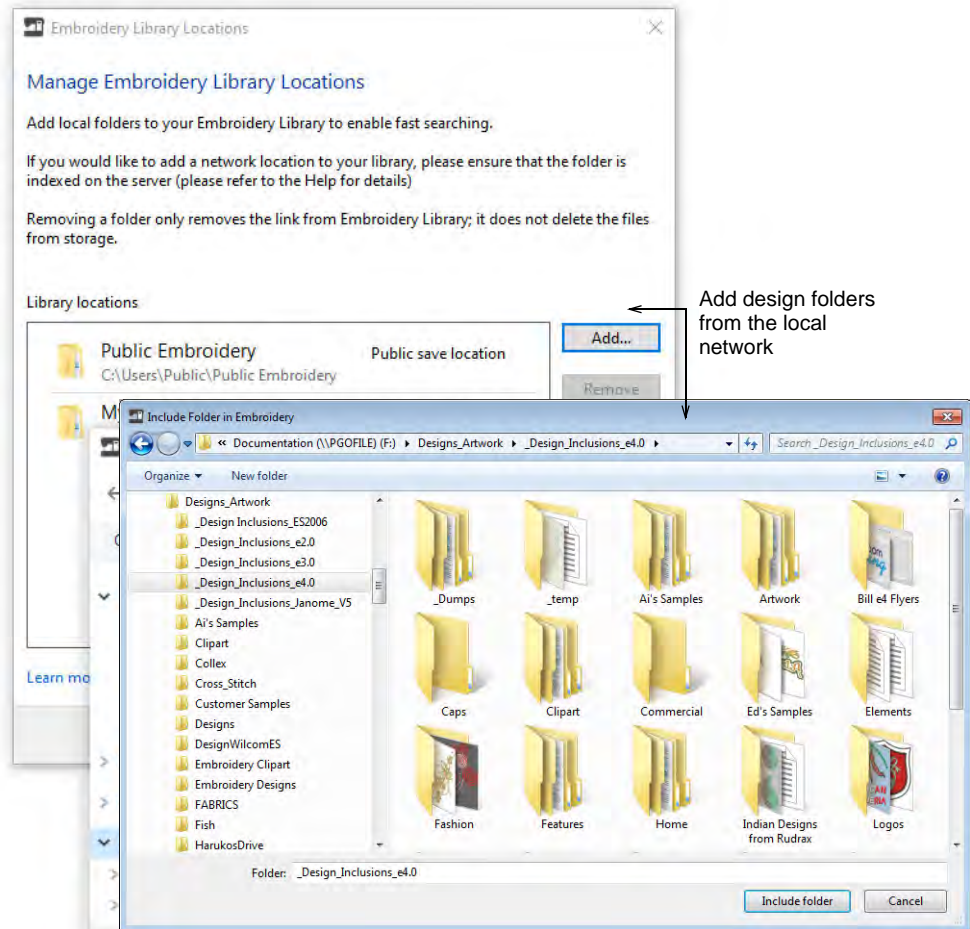 Embroidery Library Locations
Manage Embroidery Library Locations
Add local folders to your Embroidery Library to enable fast searching.
If you would like to add a network location to your library, please ensure that the folder is
indexed on the server (please refer to the Help for details)
Removing a folder only removes the link from Embroidery Library; it does not delete the files
from storage.
Library locations
Public Embroidery
Public save location
C:\Users\Public\Public Embroidery
Add...
Remove
Add design folders
from the local
network
Include Folder in Embroidery
« Documentation (\\PGOFILE) (F:) Designs_Artwork _Design_Inclusions_e4.0
Search _Design_Inclusions_e4.0
Organize
New folder
Designs_Artwork
_Design Inclusions_ES2006
_Design_Inclusions_e2.0
_Design_Inclusions_e3.0
_Design_Inclusions_e4.0
_Design_Inclusions_Janome_V5
Ai's Samples
Clipart
Collex
Cross_Stitch
Customer Samples
Designs
DesignWilcomES
Embroidery Clipart
Embroidery Designs
FABRICS
Fish
HarukosDrive
_Dumps
_temp
Ai's Samples
Artwork
Bill e4 Flyers
Caps
Clipart
Commercial
Ed's Samples
Elements
Fashion
Features
Home
Indian Designs
from Rudrax
Logos
Learn mo
Folder: _Design_Inclusions_e4.0
Include folder
Cancel